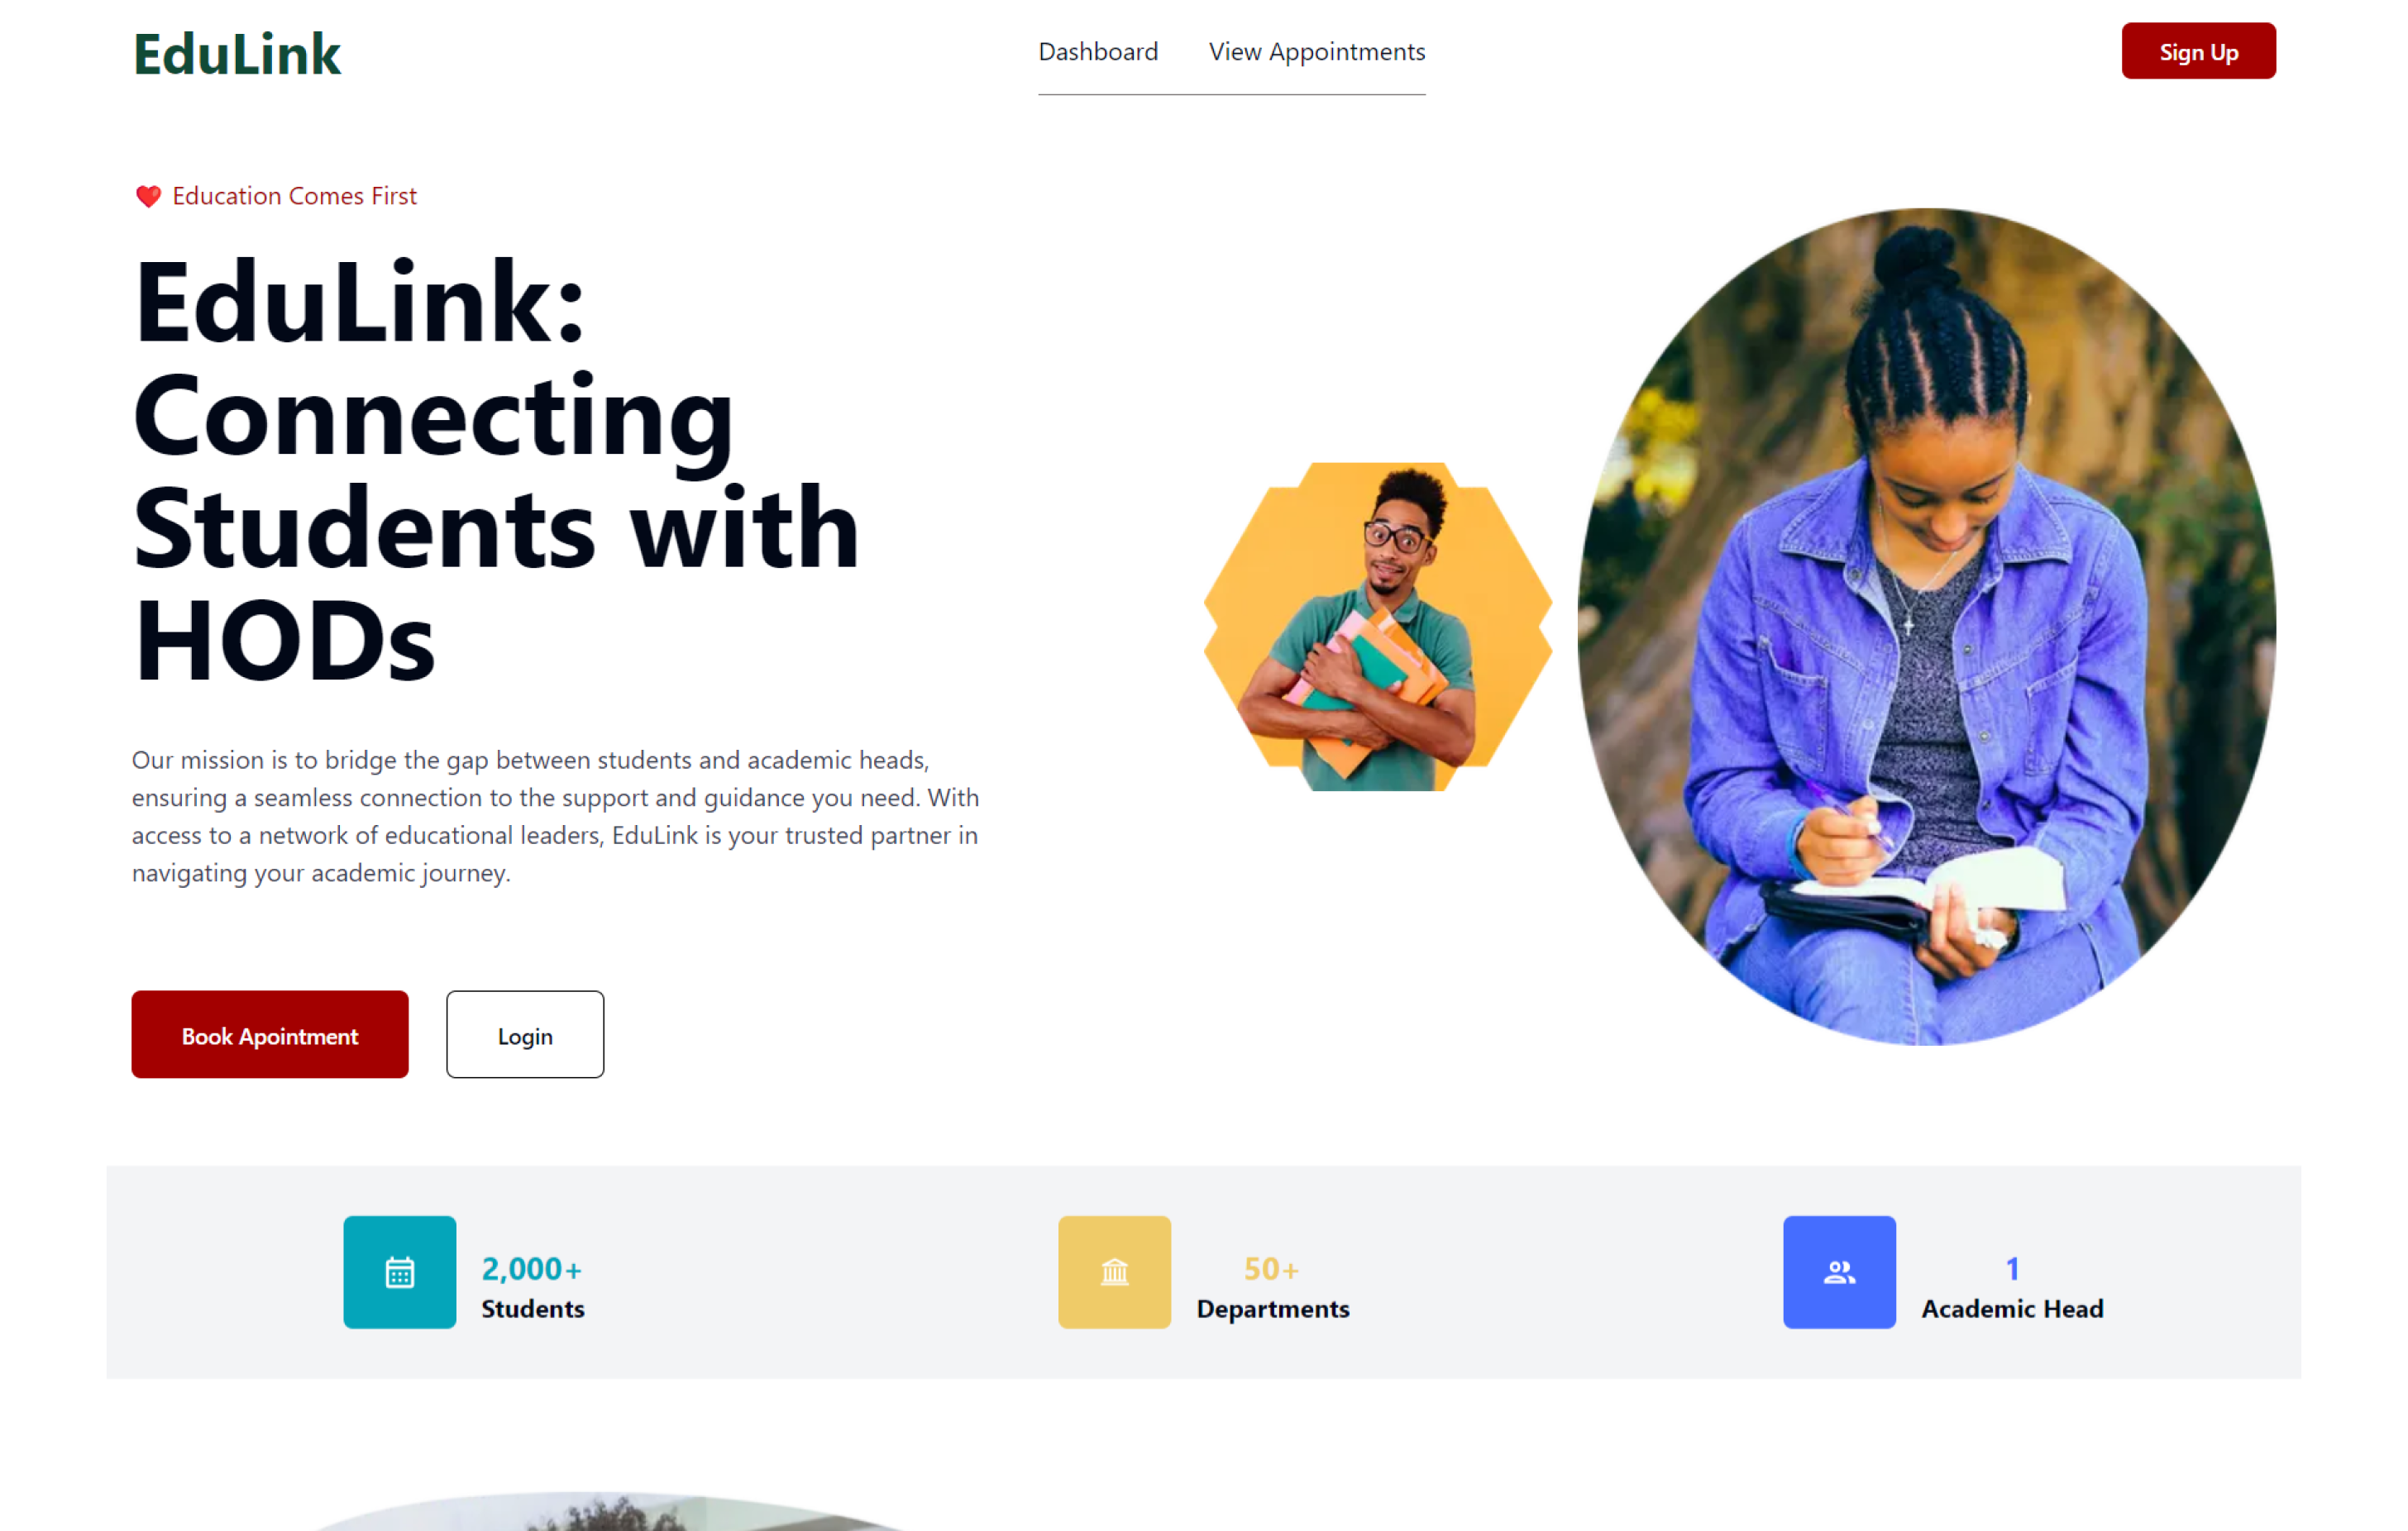 EduLink
Dashboard
View Appointments
Sign Up
Education Comes First
EduLink:
Connecting
Students with
HODs
Our mission is to bridge the gap between students and academic heads,
ensuring a seamless connection to the support and guidance you need. With
access to a network of educational leaders, EduLink is your trusted partner in
navigating your academic journey.
Book Apointment
Login
2,000+
Students
50+
Departments
1
Academic Head